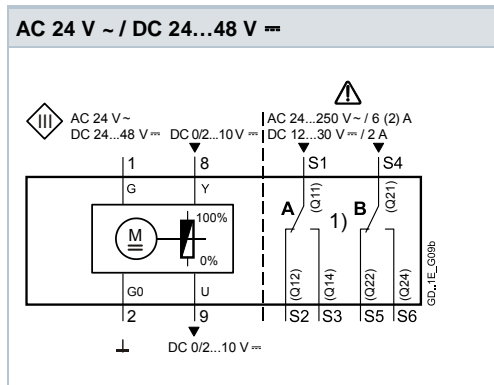 AC 24 V ~ / DC 24...48 V ⎓
III
AC 24 V ~
DC 24...48 V ⎓
DC 0/2...10 V ⎓
AC 24...250 V ~ / 6 (2) A
DC 12...30 V ⎓ / 2 A
1
8
S1
S4
G
Y
A
(Q11)
1)
B
(Q21)
M
100%
0%
G0
U
(Q12)
(Q14)
(Q22)
(Q24)
GD..1E_G09b
2
9
S2
S3
S5
S6
DC 0/2...10 V ⎓